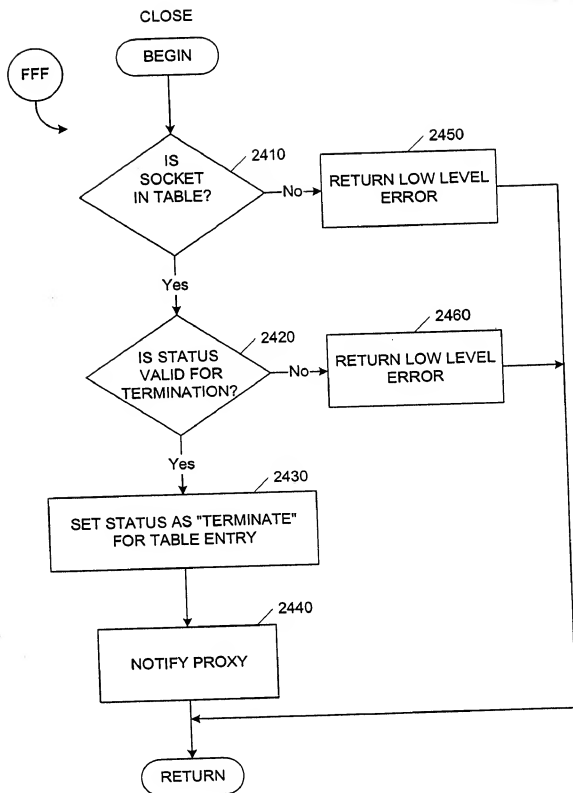 CLOSE
BEGIN
FFF
IS
SOCKET
IN TABLE?
2410
No
2450
RETURN LOW LEVEL
ERROR
Yes
2420
IS STATUS
VALID FOR
TERMINATION?
No
2460
RETURN LOW LEVEL
ERROR
Yes
2430
SET STATUS AS "TERMINATE"
FOR TABLE ENTRY
2440
NOTIFY PROXY
RETURN